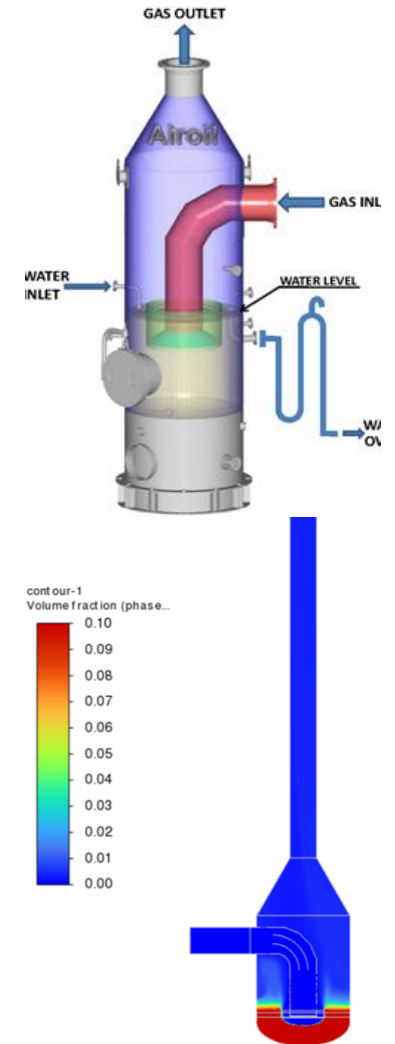 GAS OUTLET
Airoil
GAS INL
WATER
INLET
WATER LEVEL
WA
OV
contour-1
Volume fraction (phase...
0.10
0.09
0.08
0.07
0.06
0.05
0.04
0.03
0.02
0.01
0.00